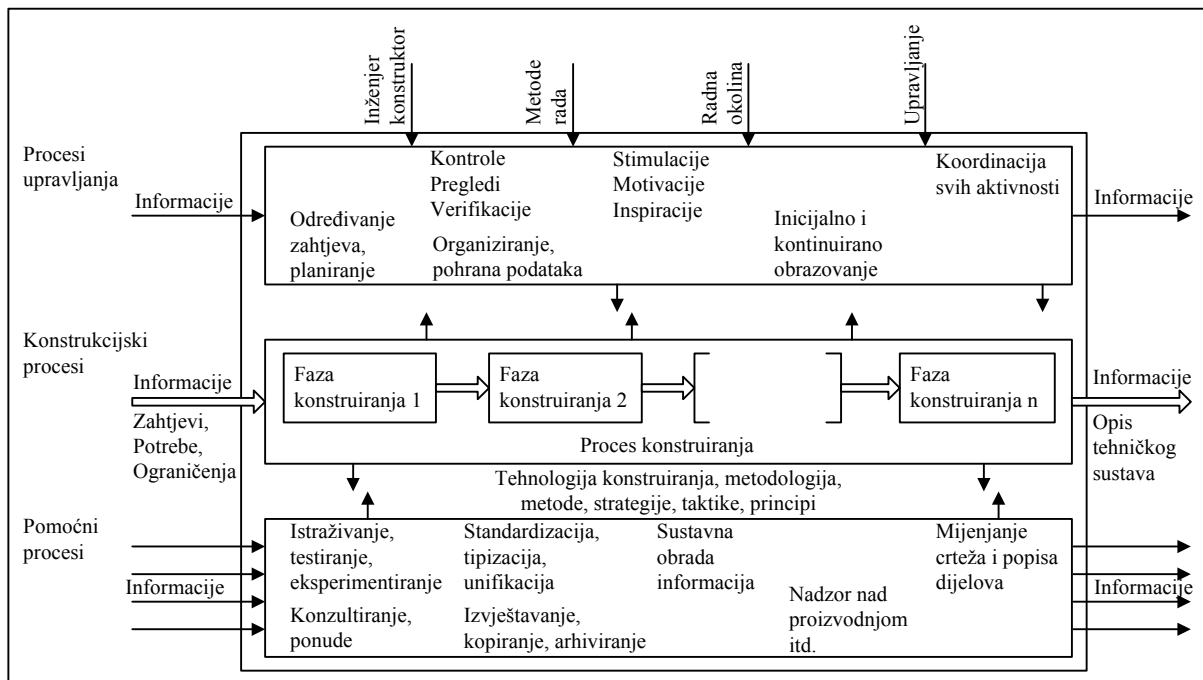 Inženjer
konstruktor
Metode
rada
Radna
okolina
Upravljanje
Procesi
upravljanja
Informacije
Određivanje
zahtjeva,
planiranje
Kontrole
Pregledi
Verifikacije
Organiziranje,
pohrana podataka
Stimulacije
Motivacije
Inspiracije
Inicijalno i
kontinuirano
obrazovanje
Koordinacija
svih aktivnosti
Informacije
Konstrukcijski
procesi
Informacije
Zahtjevi,
Potrebe,
Ograničenja
Faza
konstruiranja 1
Faza
konstruiranja 2
Faza
konstruiranja n
Proces konstruiranja
Informacije
Opis
tehničkog
sustava
Tehnologija konstruiranja, metodologija,
metode, strategije, taktike, principi
Pomoćni
procesi
Informacije
Istraživanje,
testiranje,
eksperimentiranje
Konzultiranje,
ponude
Standardizacija,
tipizacija,
unifikacija
Izvještavanje,
kopiranje, arhiviranje
Sustavna
obrada
informacija
Nadzor nad
proizvodnjom
itd.
Mijenjanje
crteža i popisa
dijelova
Informacije